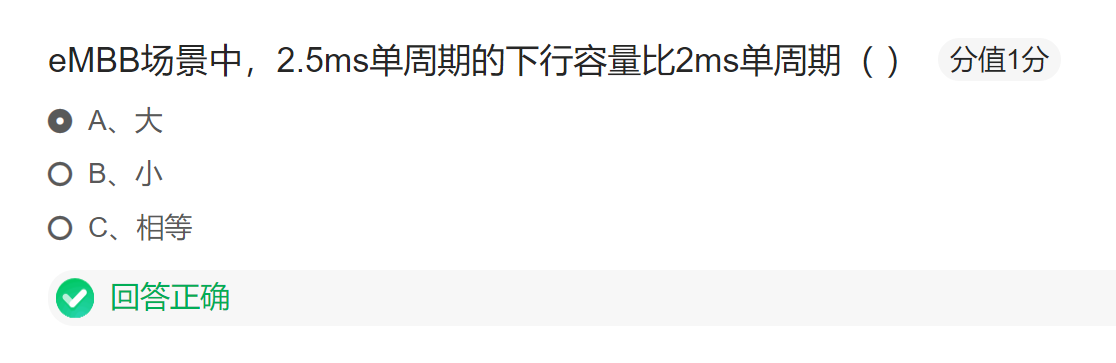 eMBB场景中，2.5ms单周期的下行容量比2ms单周期（ ） 分值1分
A、大
B、小
C、相等
回答正确